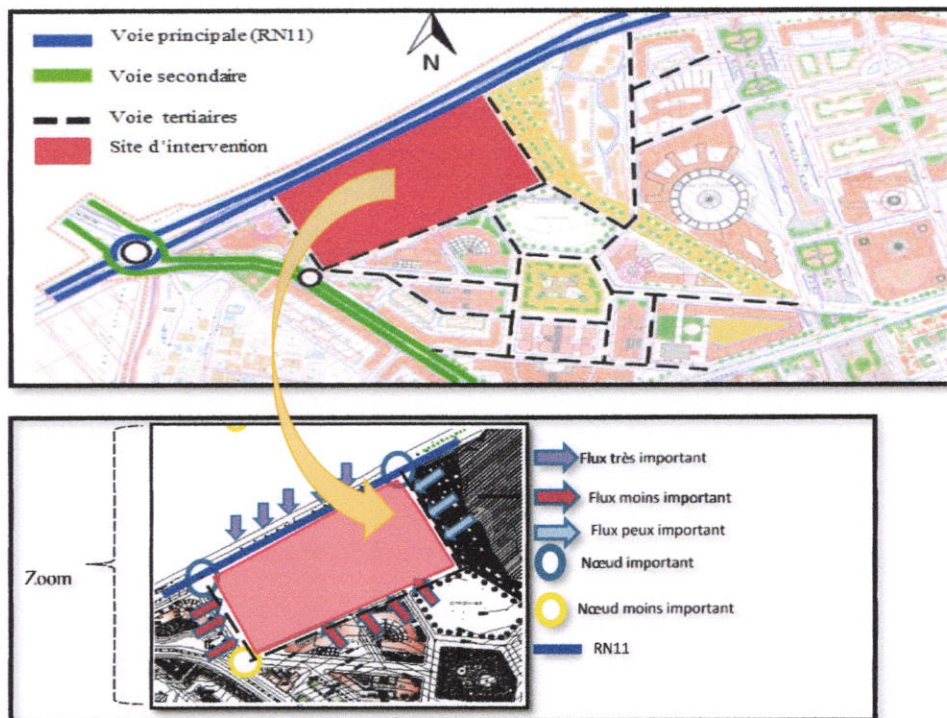 Voie principale (RN11)
Voie secondaire
Voie tertiaires
Site d'intervention
N
Zoom
Flux très important
Flux moins important
Flux peux important
Nœud important
Nœud moins important
RN11